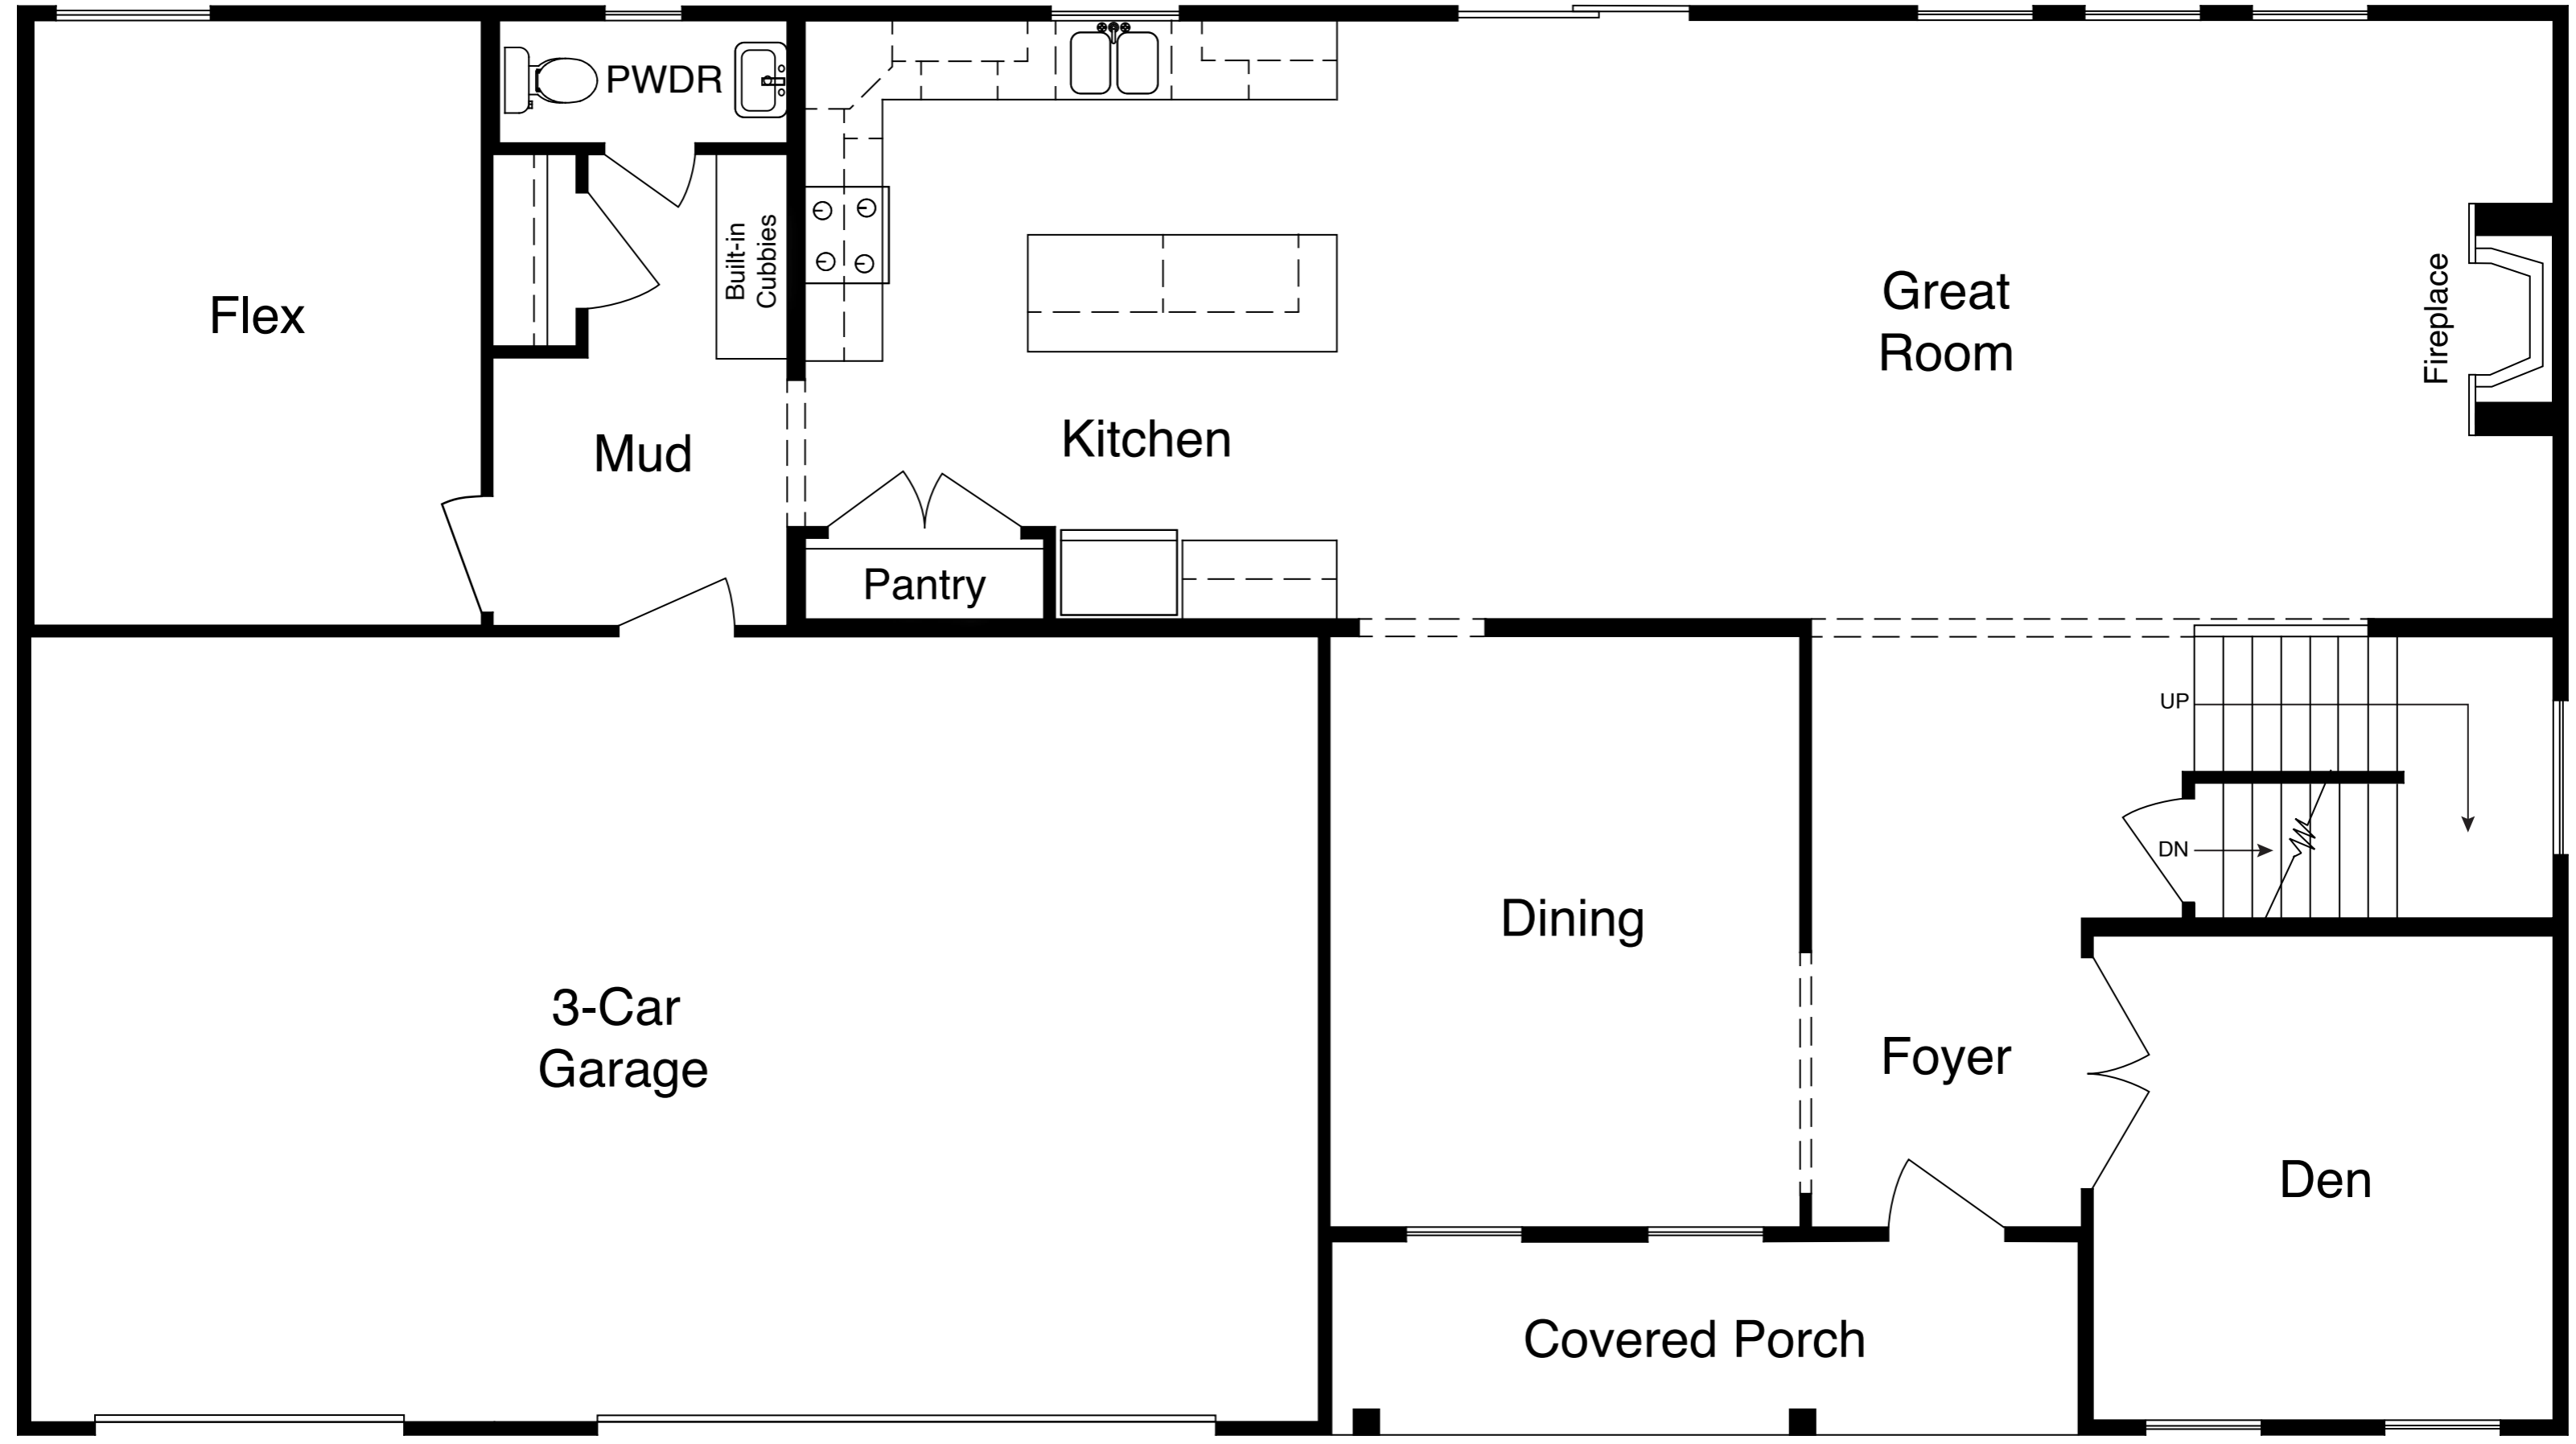 PWDR
Built-in
Cubbies
Flex
Great
Room
Fireplace
Mud
Kitchen
Pantry
UP
DN
Dining
3-Car
Garage
Foyer
Den
Covered Porch